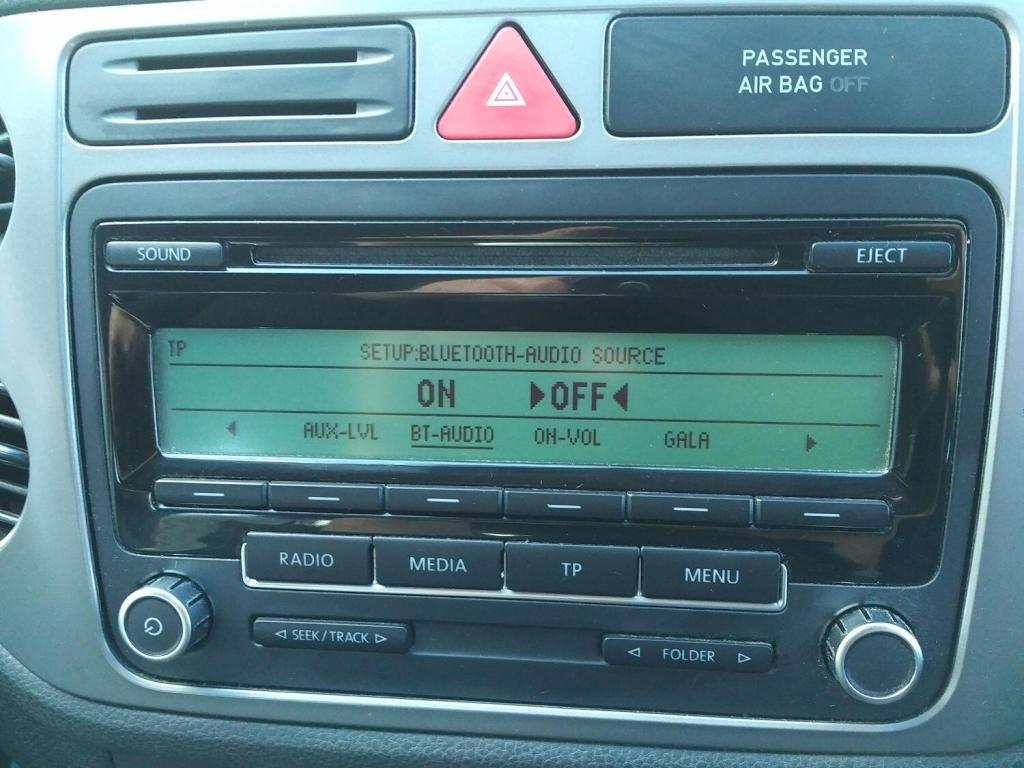 PASSENGER
AIR BAG OFF
SOUND
EJECT
TP
SETUP:BLUETOOTH-AUDIO SOURCE
ON ▶OFF◀
◀ AUX-LVL BT-AUDIO ON-VOL GALA ▶
RADIO
MEDIA
TP
MENU
◁ SEEK/TRACK ▷
◁ FOLDER ▷